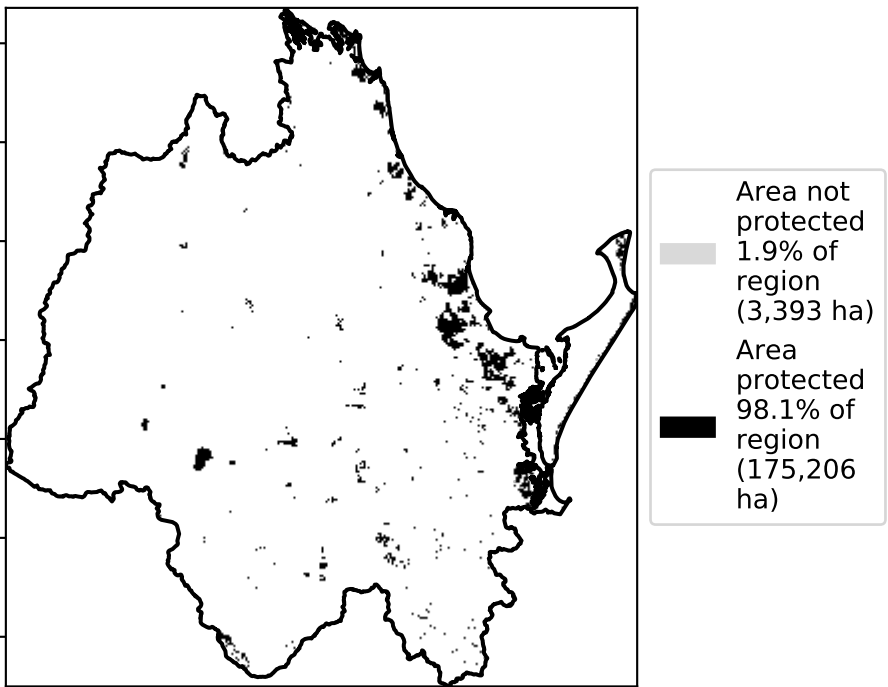 Area not
protected
1.9% of
region
(3,393 ha)
Area
protected
98.1% of
region
(175,206
ha)